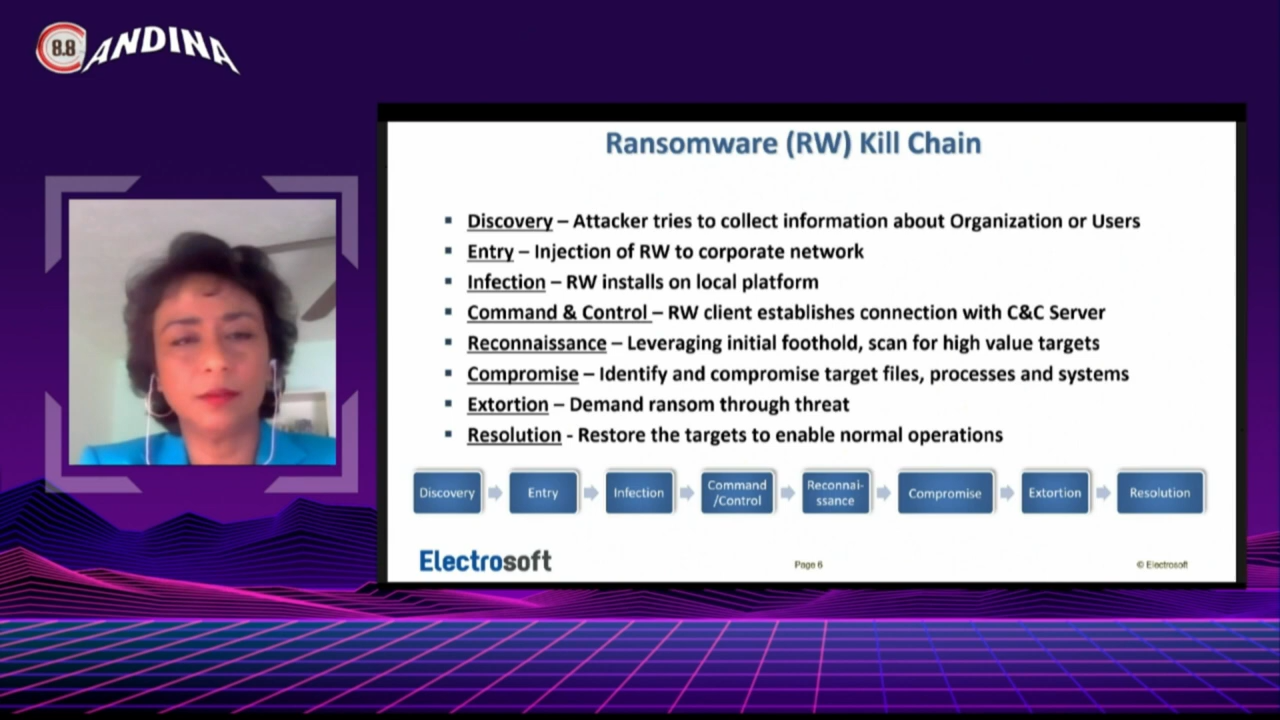 8.8 ANDINA
Ransomware (RW) Kill Chain
Discovery – Attacker tries to collect information about Organization or Users
Entry – Injection of RW to corporate network
Infection – RW installs on local platform
Command & Control – RW client establishes connection with C&C Server
Reconnaissance – Leveraging initial foothold, scan for high value targets
Compromise – Identify and compromise target files, processes and systems
Extortion – Demand ransom through threat
Resolution - Restore the targets to enable normal operations
Discovery
Entry
Infection
Command
/Control
Reconnai-
ssance
Compromise
Extortion
Resolution
Electrosoft
Page 6
© Electrosoft